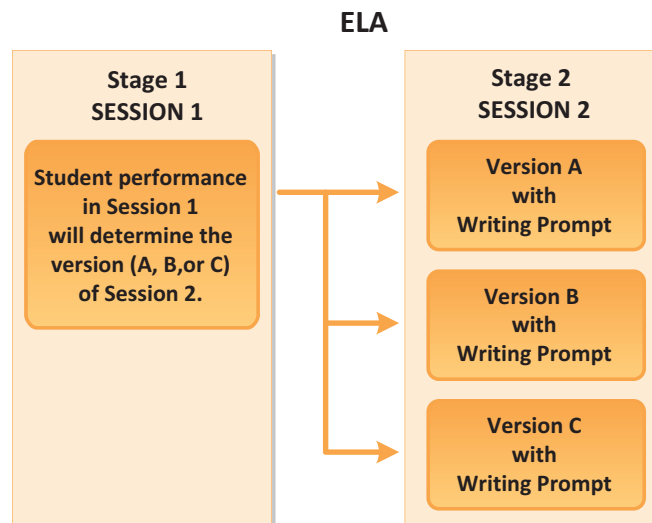 ELA
Stage 1
SESSION 1
Student performance
in Session 1
will determine the
version (A, B,or C)
of Session 2.
Stage 2
SESSION 2
Version A
with
Writing Prompt
Version B
with
Writing Prompt
Version C
with
Writing Prompt